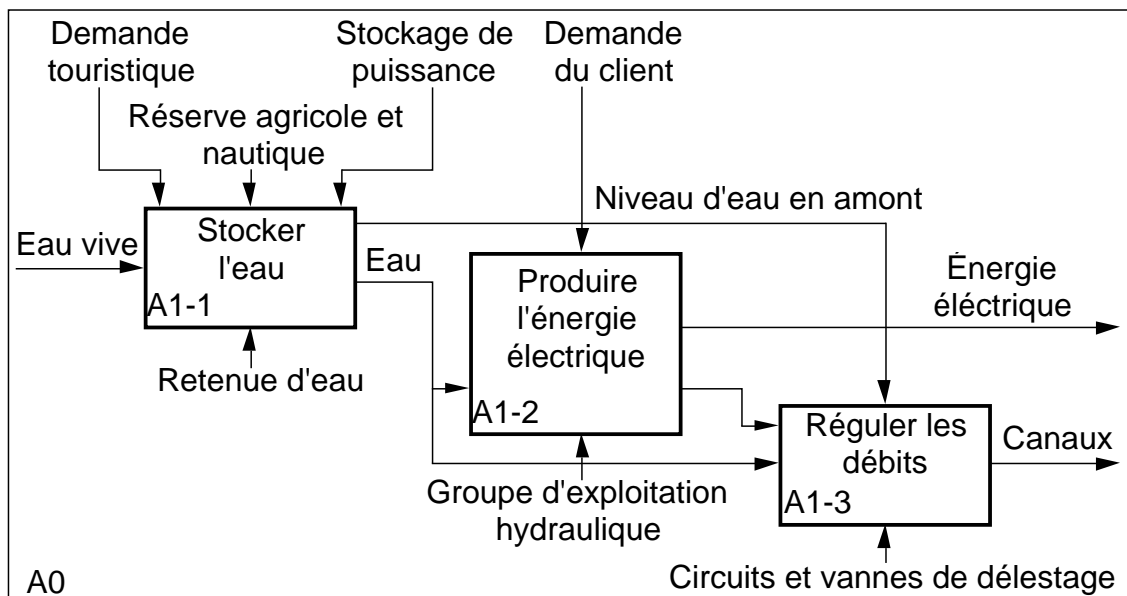 Demande
touristique
Stockage de
puissance
Demande
du client
Réserve agricole et
nautique
Niveau d'eau en amont
Eau vive
Stocker
l'eau
A1-1
Eau
Énergie
éléctrique
Produire
l'énergie
électrique
A1-2
Retenue d'eau
Réguler les
débits
A1-3
Canaux
Groupe d'exploitation
hydraulique
Circuits et vannes de délestage
A0